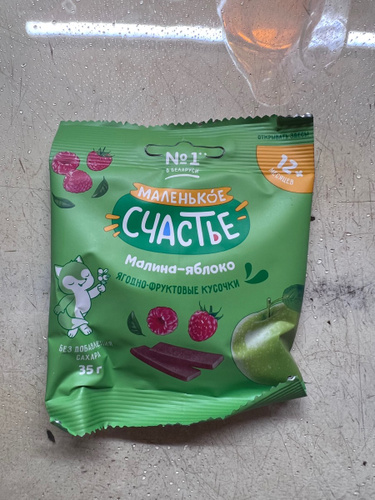 ОТКРЫВАТЬ ЗДЕСЬ
№1**
В БЕЛАРУСИ
12+
МЕСЯЦЕВ
МАЛЕНЬКОЕ
СЧАСТЬЕ
Малина-яблоко
ЯГОДНО-ФРУКТОВЫЕ КУСОЧКИ
БЕЗ ДОБАВЛЕНИЯ
САХАРА
35 г